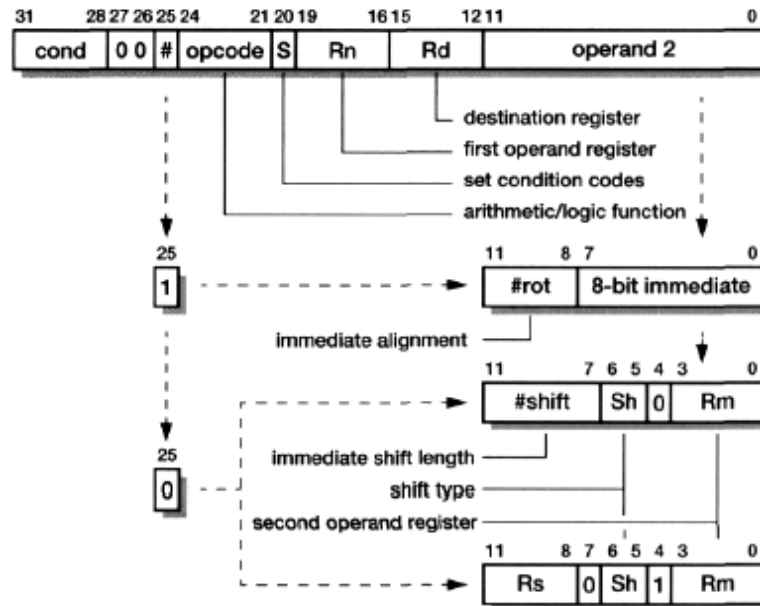 31 28 27 26 25 24 21 20 19 16 15 12 11 0
cond 0 0 # opcode S Rn Rd operand 2
destination register
first operand register
set condition codes
arithmetic/logic function
25
1
11 8 7 0
#rot 8-bit immediate
immediate alignment
11 7 6 5 4 3 0
#shift Sh 0 Rm
25
0
immediate shift length
shift type
second operand register
11 8 7 6 5 4 3 0
Rs 0 Sh 1 Rm